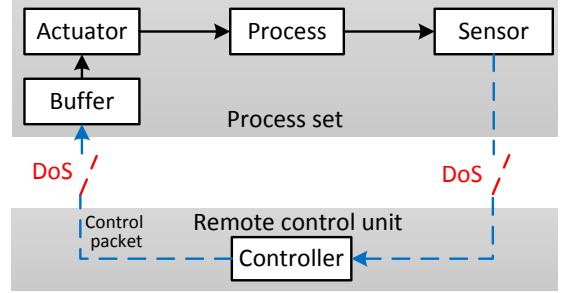 Actuator
Process
Sensor
Buffer
Process set
DoS
DoS
Control
packet
Remote control unit
Controller